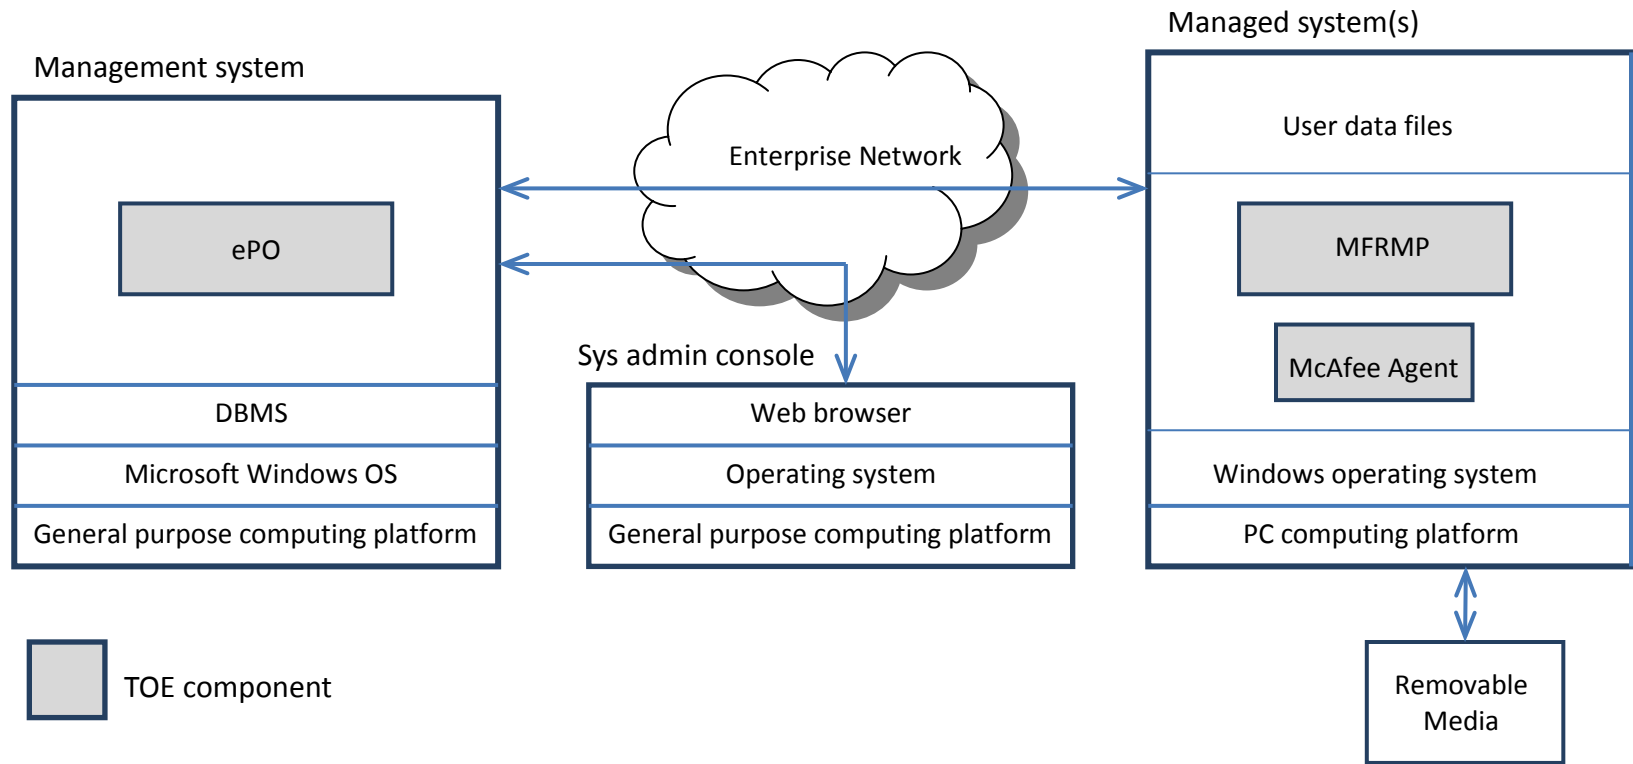 Managed system(s)
Management system
User data files
Enterprise Network
ePO
MFRMP
McAfee Agent
Sys admin console
DBMS
Microsoft Windows OS
General purpose computing platform
Web browser
Operating system
General purpose computing platform
Windows operating system
PC computing platform
TOE component
Removable
Media